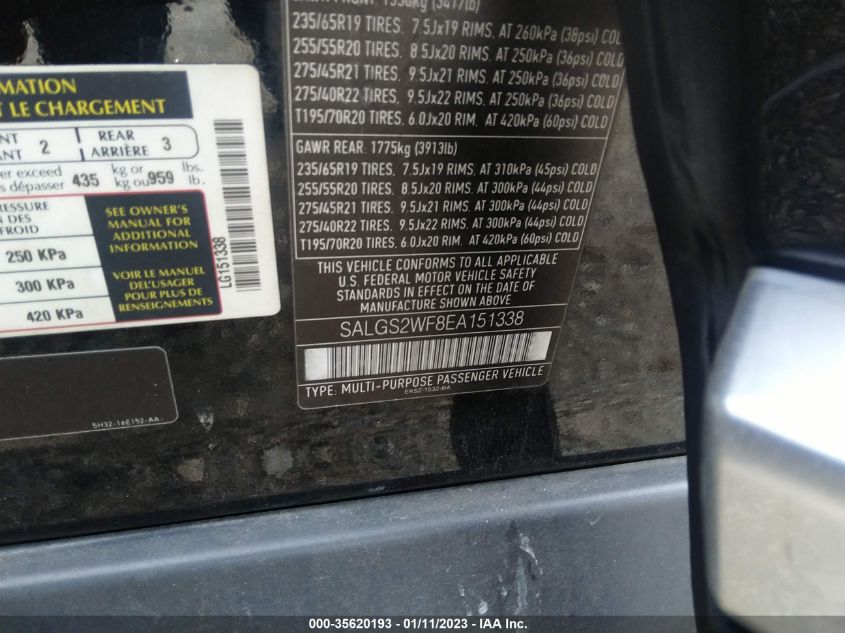 235/65R19 TIRES, 7.5Jx19 RIMS, AT 260kPa (38psi) COLD
255/55R20 TIRES, 8.5Jx20 RIMS, AT 250kPa (36psi) COLD
275/45R21 TIRES, 9.5Jx21 RIMS, AT 250kPa (36psi) COLD
275/40R22 TIRES, 9.5Jx22 RIMS, AT 250kPa (36psi) COLD
T195/70R20 TIRES, 6.0Jx20 RIM, AT 420kPa (60psi) COLD
GAWR REAR: 1775kg (3913lb)
235/65R19 TIRES, 7.5Jx19 RIMS, AT 310kPa (45psi) COLD
255/55R20 TIRES, 8.5Jx20 RIMS, AT 300kPa (44psi) COLD
275/45R21 TIRES, 9.5Jx21 RIMS, AT 300kPa (44psi) COLD
275/40R22 TIRES, 9.5Jx22 RIMS, AT 300kPa (44psi) COLD
T195/70R20 TIRES, 6.0Jx20 RIM, AT 420kPa (60psi) COLD
THIS VEHICLE CONFORMS TO ALL APPLICABLE
U.S. FEDERAL MOTOR VEHICLE SAFETY
STANDARDS IN EFFECT ON THE DATE OF
MANUFACTURE SHOWN ABOVE.
SALGS2WF8EA151338
TYPE: MULTI-PURPOSE PASSENGER VEHICLE
EK52-1532-BA
RMATION
T LE CHARGEMENT
NT 2 REAR 3
ANT ARRIÈRE
er exceed 435 kg or 959 lbs.
s dépasser kg ou lb.
RESSURE
N DES
FROID
250 KPa
300 KPa
420 KPa
SEE OWNER'S
MANUAL FOR
ADDITIONAL
INFORMATION
VOIR LE MANUEL
DE L'USAGER
POUR PLUS DE
RENSEIGNEMENTS
LG151338
5H32-16E152-AA
000-35620193 - 01/11/2023 - IAA Inc.